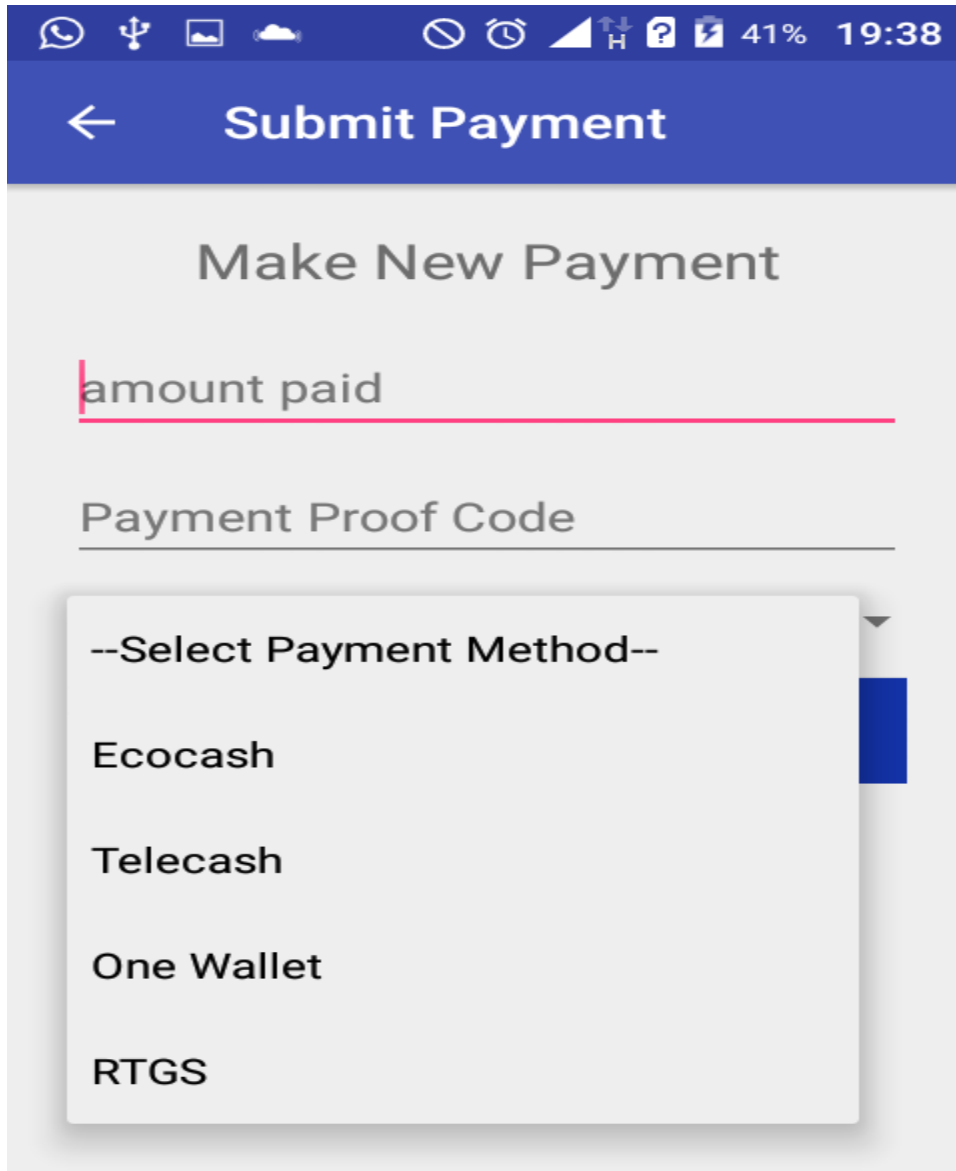 41% 19:38
Submit Payment
Make New Payment
amount paid
Payment Proof Code
--Select Payment Method--
Ecocash
Telecash
One Wallet
RTGS